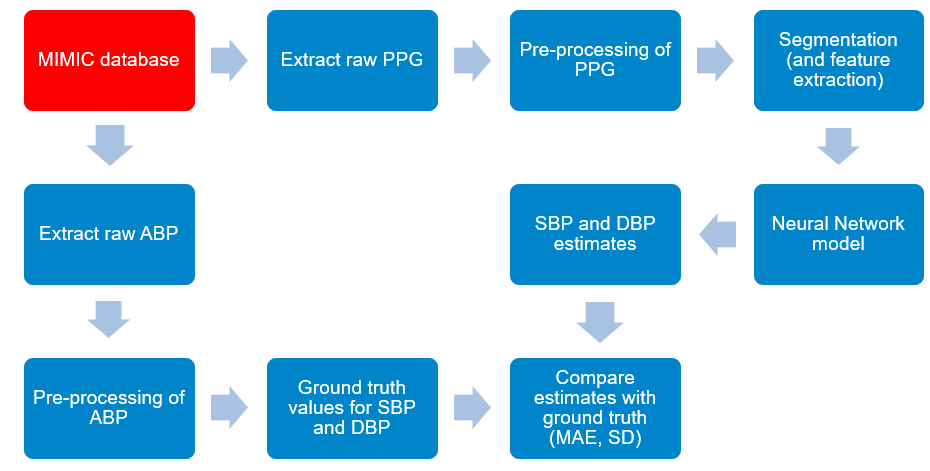 MIMIC database
Extract raw PPG
Pre-processing of
PPG
Segmentation
(and feature
extraction)
Extract raw ABP
SBP and DBP
estimates
Neural Network
model
Pre-processing of
ABP
Ground truth
values for SBP
and DBP
Compare
estimates with
ground truth
(MAE, SD)